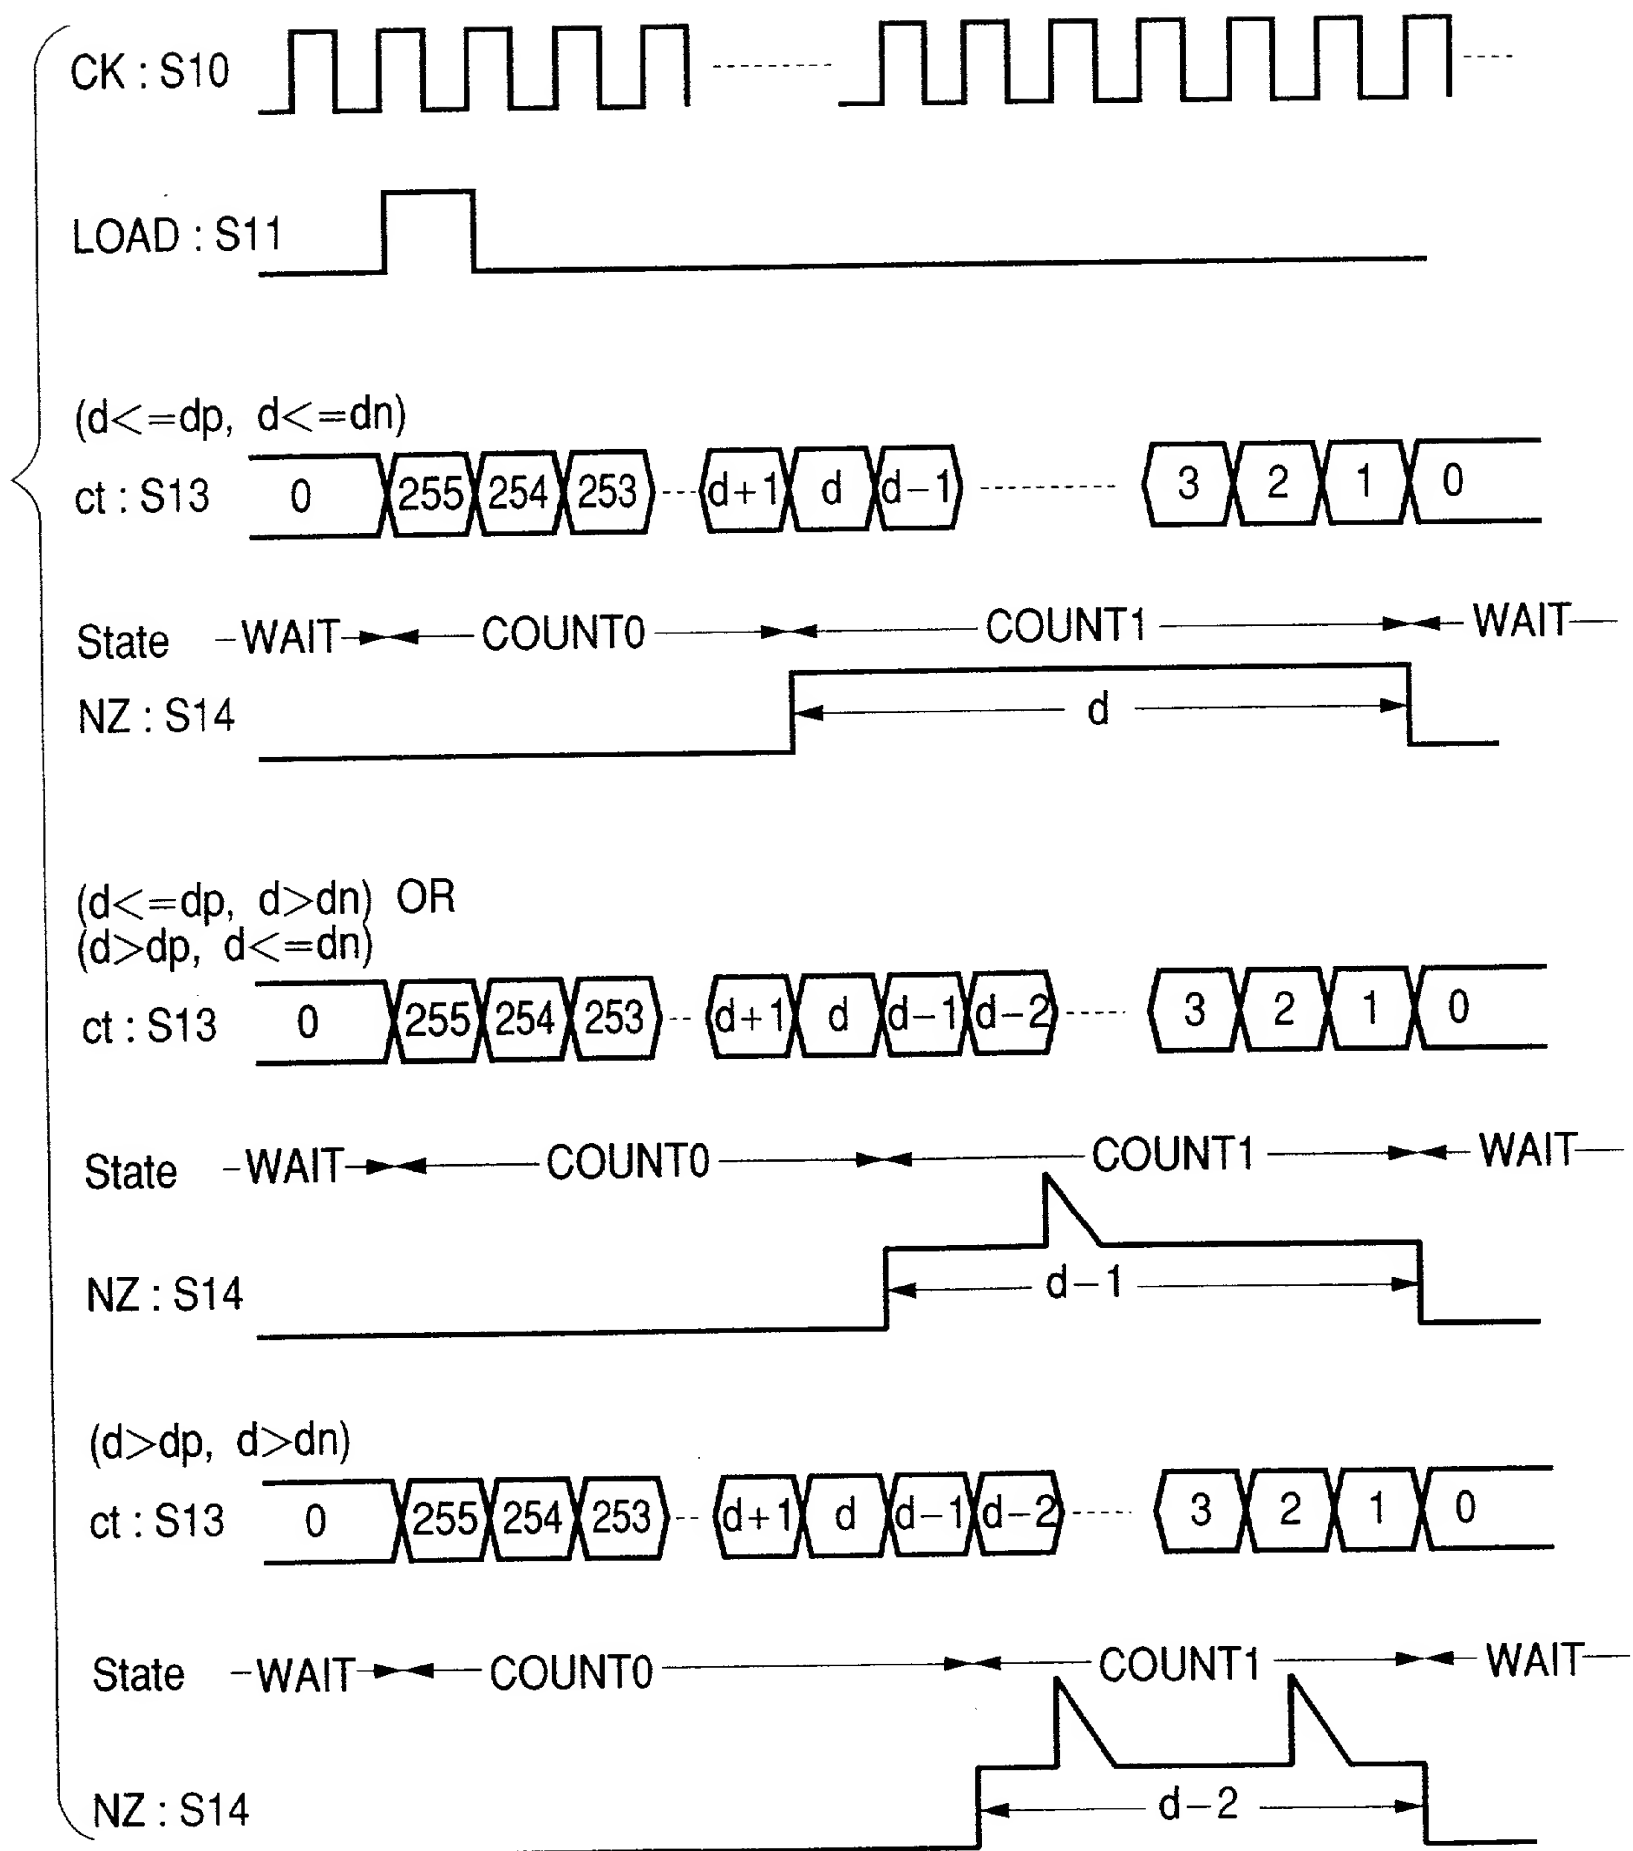 CK : S10
LOAD : S11
(d<=dp, d<=dn)
ct : S13 0 255 254 253 d+1 d d-1 3 2 1 0
State WAIT COUNT0 COUNT1 WAIT
NZ : S14 d
(d<=dp, d>dn) OR
(d>dp, d<=dn)
ct : S13 0 255 254 253 d+1 d d-1 d-2 3 2 1 0
State WAIT COUNT0 COUNT1 WAIT
NZ : S14 d-1
(d>dp, d>dn)
ct : S13 0 255 254 253 d+1 d d-1 d-2 3 2 1 0
State WAIT COUNT0 COUNT1 WAIT
NZ : S14 d-2